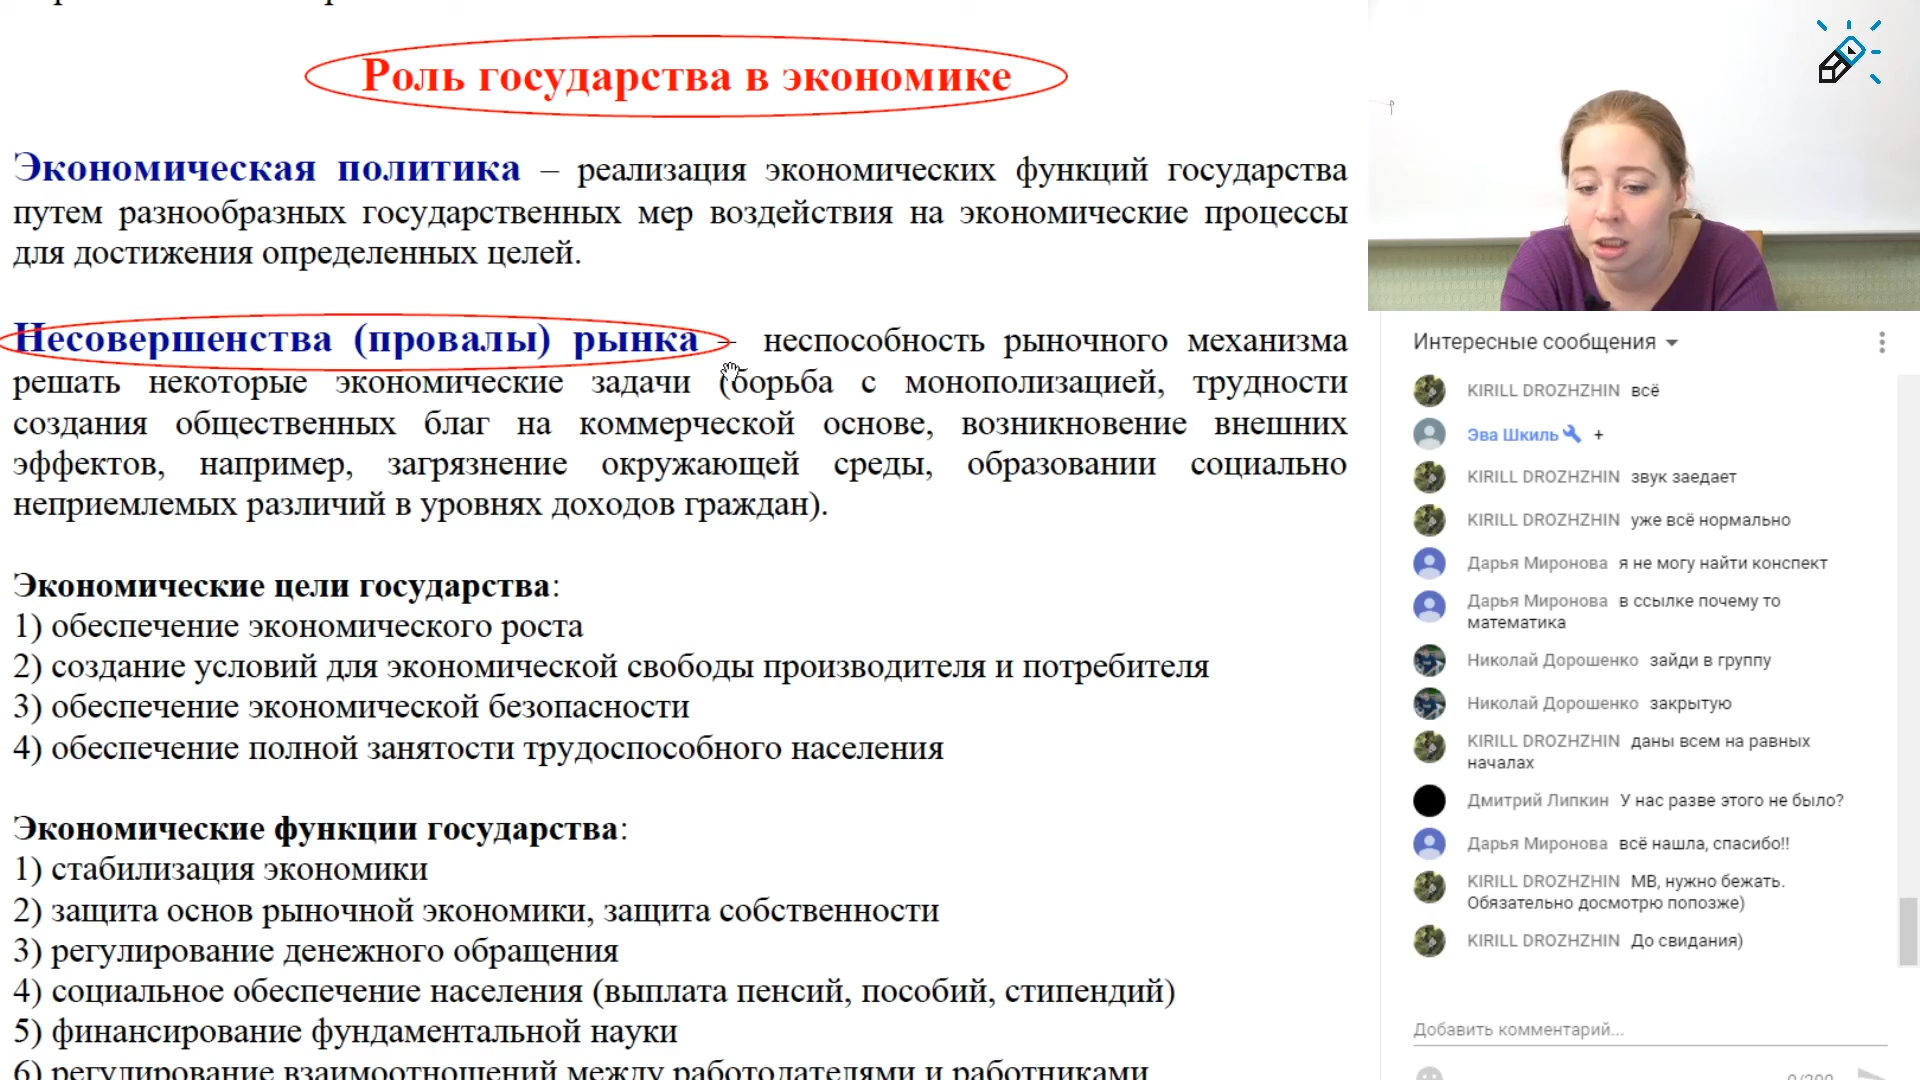 Роль государства в экономике
Экономическая политика – реализация экономических функций государства
путем разнообразных государственных мер воздействия на экономические процессы
для достижения определенных целей.
Несовершенства (провалы) рынка – неспособность рыночного механизма
решать некоторые экономические задачи (борьба с монополизацией, трудности
создания общественных благ на коммерческой основе, возникновение внешних
эффектов, например, загрязнение окружающей среды, образовании социально
неприемлемых различий в уровнях доходов граждан).
Экономические цели государства:
1) обеспечение экономического роста
2) создание условий для экономической свободы производителя и потребителя
3) обеспечение экономической безопасности
4) обеспечение полной занятости трудоспособного населения
Экономические функции государства:
1) стабилизация экономики
2) защита основ рыночной экономики, защита собственности
3) регулирование денежного обращения
4) социальное обеспечение населения (выплата пенсий, пособий, стипендий)
5) финансирование фундаментальной науки
6) регулирование взаимоотношений между работодателями и работниками
Интересные сообщения
KIRILL DROZHZHIN всё
Эва Шкиль +
KIRILL DROZHZHIN звук заедает
KIRILL DROZHZHIN уже всё нормально
Дарья Миронова я не могу найти конспект
Дарья Миронова в ссылке почему то
математика
Николай Дорошенко зайди в группу
Николай Дорошенко закрытую
KIRILL DROZHZHIN даны всем на равных
началах
Дмитрий Липкин У нас разве этого не было?
Дарья Миронова всё нашла, спасибо!!
KIRILL DROZHZHIN МВ, нужно бежать.
Обязательно досмотрю попозже)
KIRILL DROZHZHIN До свидания)
Добавить комментарий...
0/200